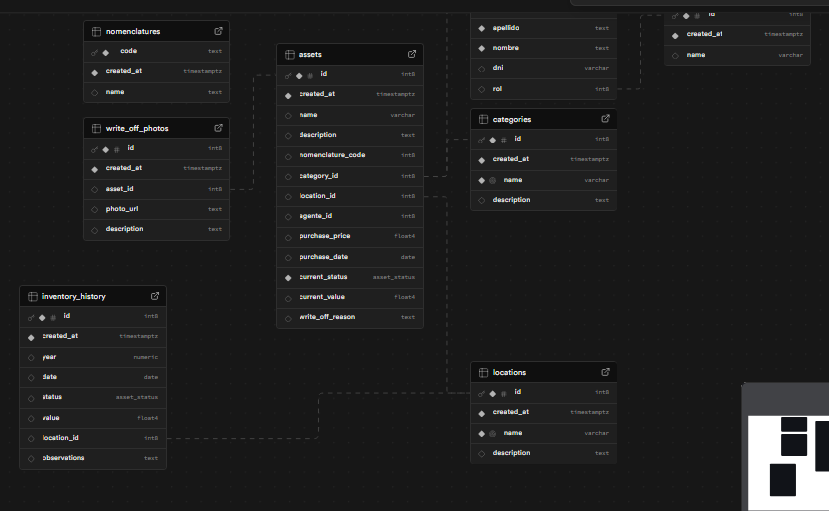 nomenclatures
code text
created_at timestamptz
name text
write_off_photos
id int8
created_at timestamptz
asset_id int8
photo_url text
description text
inventory_history
id int8
created_at timestamptz
year numeric
date date
status asset_status
value float4
location_id int8
observations text
assets
id int8
created_at timestamptz
name varchar
description text
nomenclature_code int8
category_id int8
location_id int8
agente_id int8
purchase_price float4
purchase_date date
current_status asset_status
current_value float4
write_off_reason text
apellido text
nombre text
dni varchar
rol int8
categories
id int8
created_at timestamptz
name varchar
description text
locations
id int8
created_at timestamptz
name varchar
description text
id int8
created_at timestamptz
name varchar